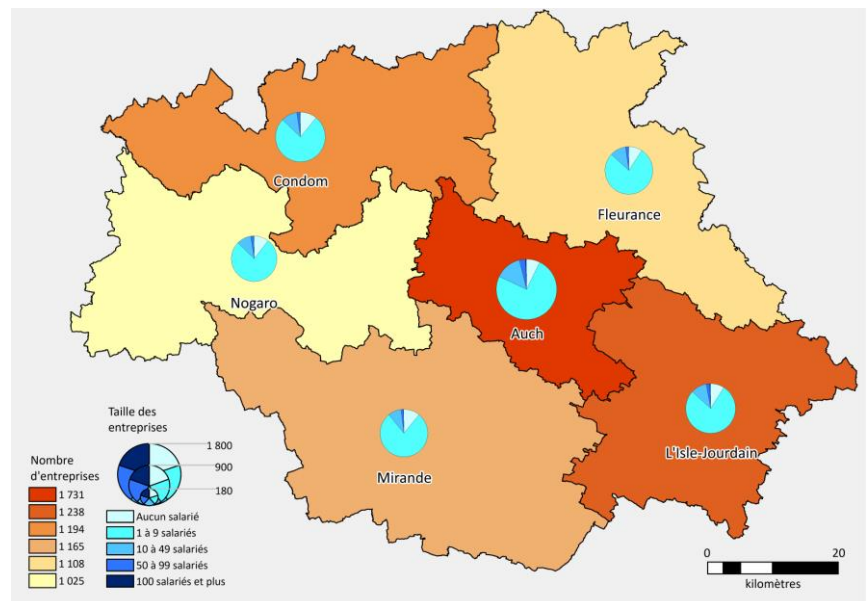 Condom
Fleurance
Nogaro
Auch
L'Isle-Jourdain
Mirande
Taille des
entreprises
1 800
900
180
Aucun salarié
1 à 9 salariés
10 à 49 salariés
50 à 99 salariés
100 salariés et plus
Nombre
d'entreprises
1 731
1 238
1 194
1 165
1 108
1 025
0 20
kilomètres